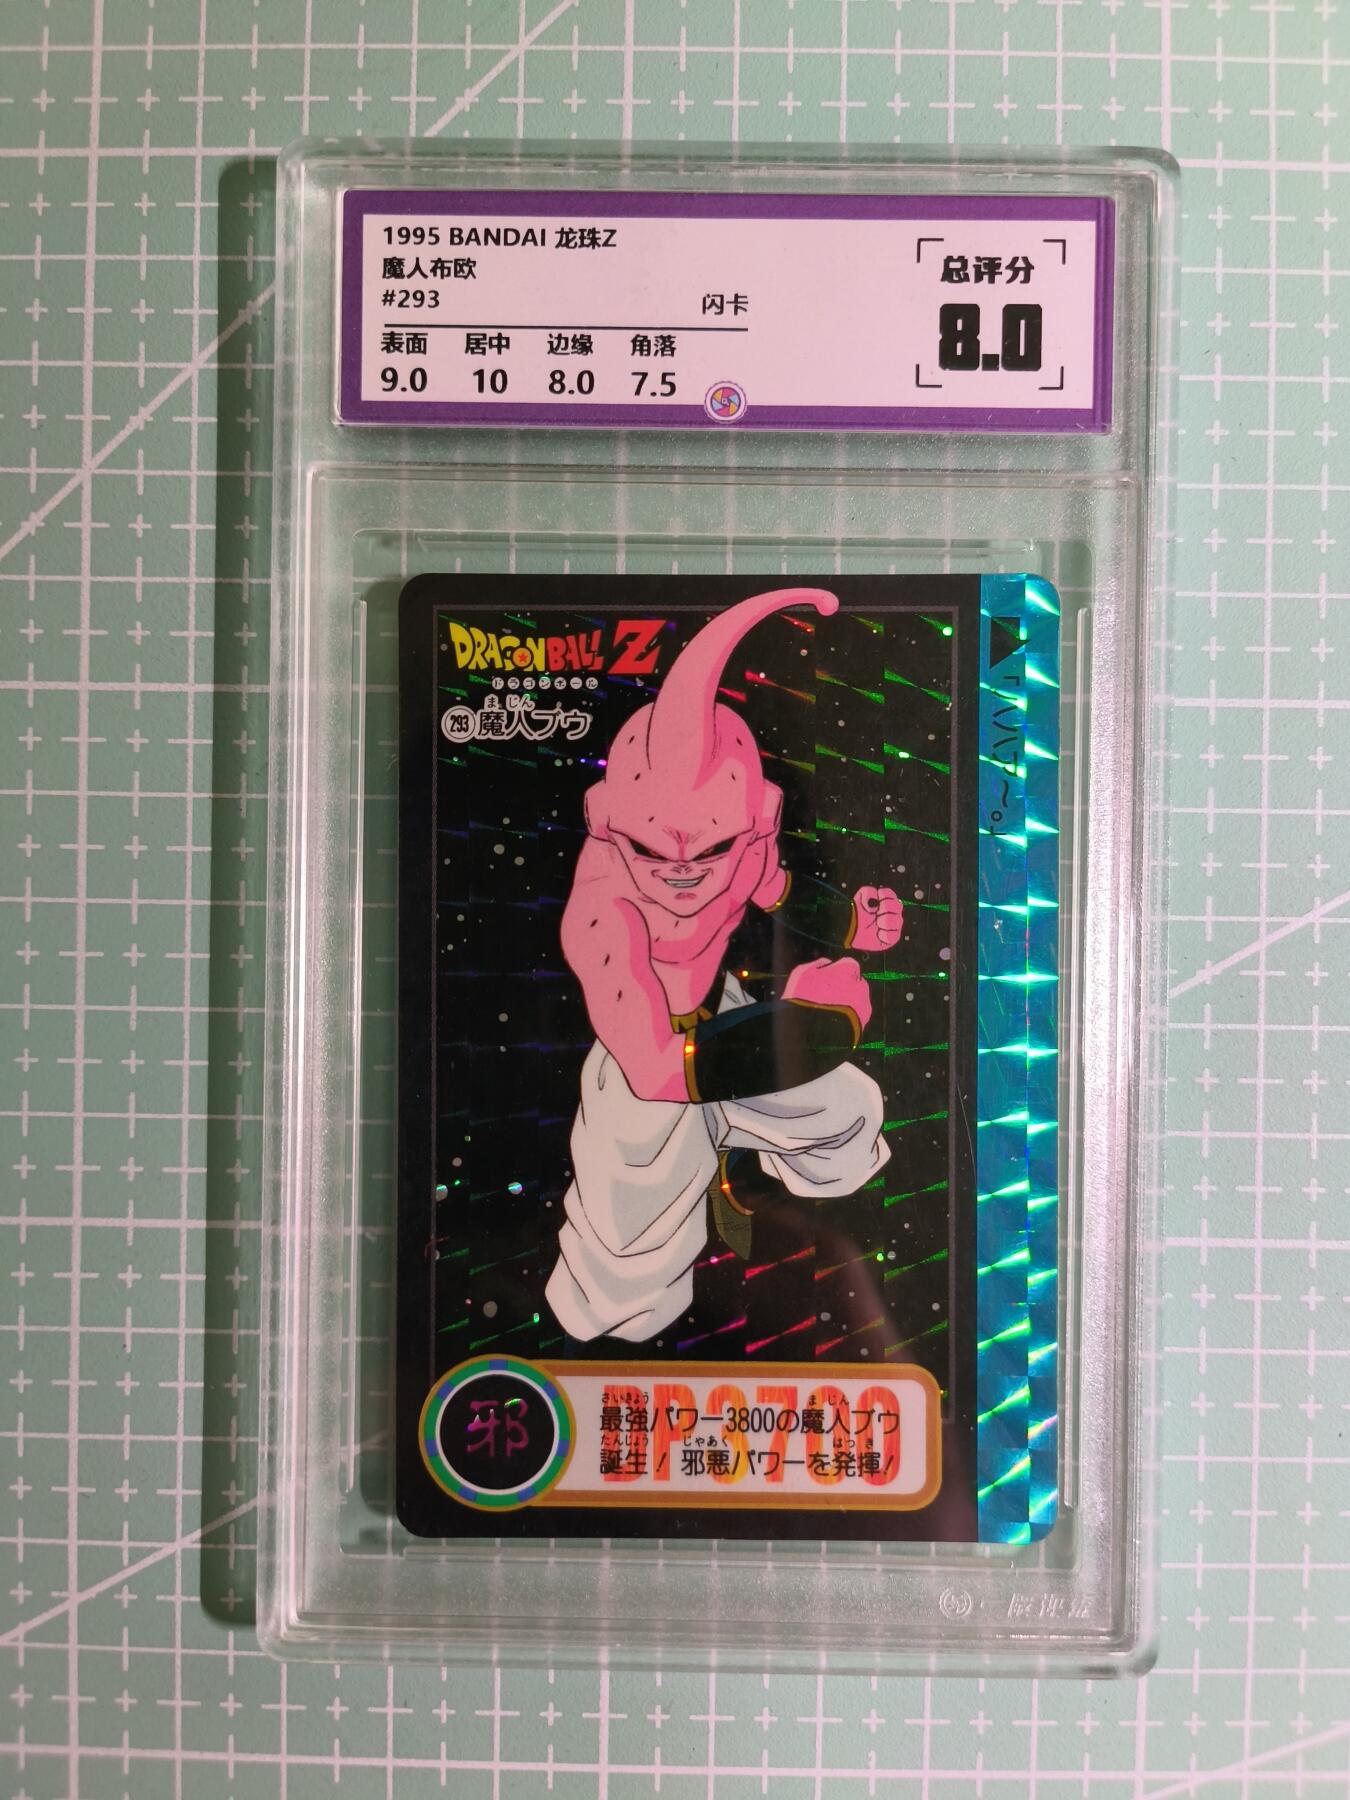 1995 BANDAI 龙珠Z
魔人布欧
#293
闪卡
表面 居中 边缘 角落
9.0 10 8.0 7.5
总评分
8.0
DRAGON BALL Z
ドラゴンボール
まじん
293 魔人ブウ
「ハハア〜。」
邪
さいきょう まじん
最強パワー3800の魔人ブウ
たんじょう じゃあく はっき
誕生! 邪悪パワーを発揮!